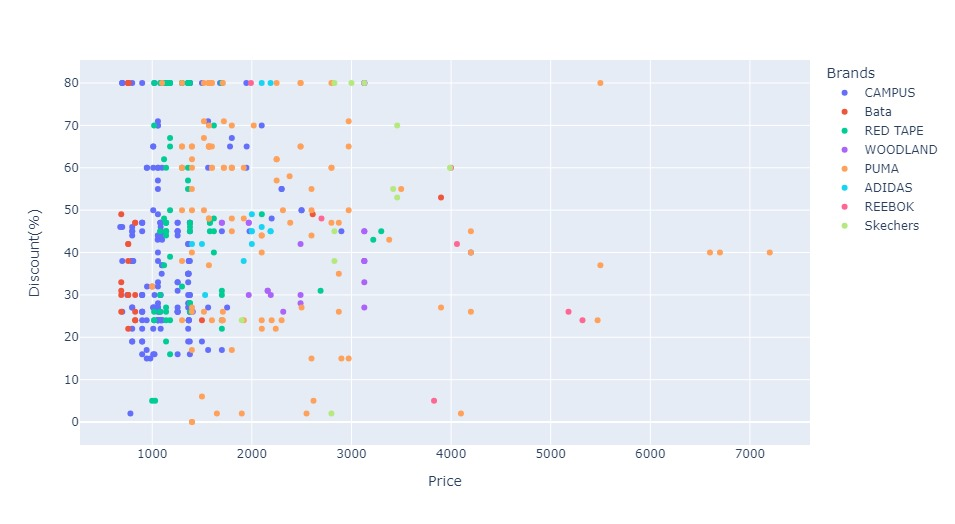 Brands
CAMPUS
Bata
RED TAPE
WOODLAND
PUMA
ADIDAS
REEBOK
Skechers
Discount(%)
80
70
60
50
40
30
20
10
0
1000 2000 3000 4000 5000 6000 7000
Price